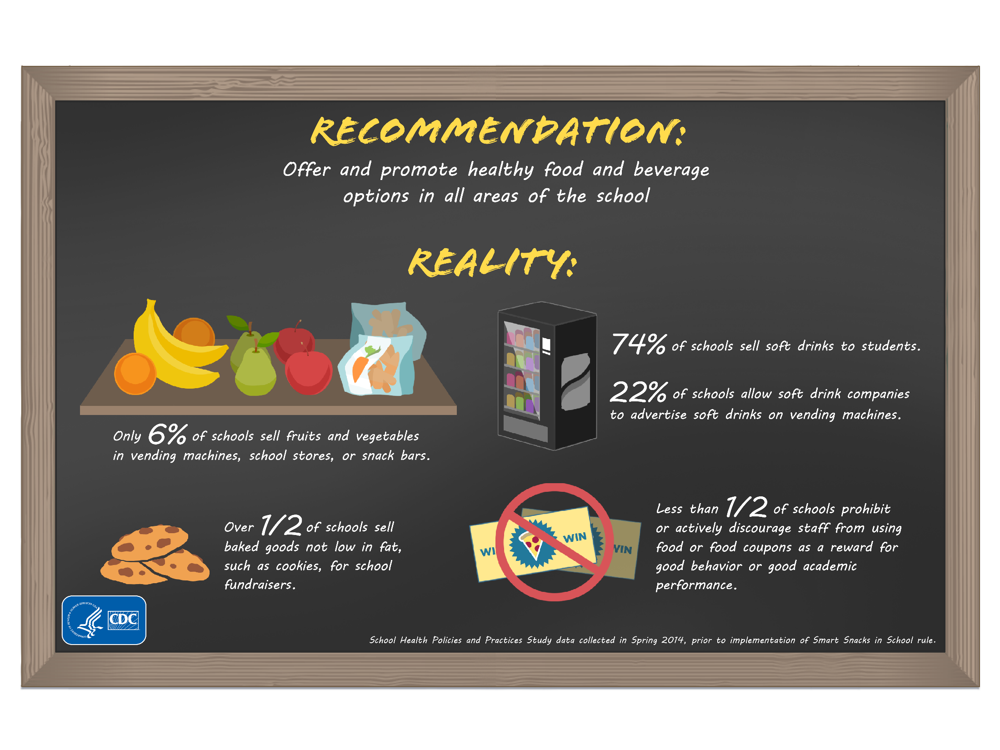 RECOMMENDATION:
Offer and promote healthy food and beverage
options in all areas of the school
REALITY:
Only 6% of schools sell fruits and vegetables
in vending machines, school stores, or snack bars.
74% of schools sell soft drinks to students.
22% of schools allow soft drink companies
to advertise soft drinks on vending machines.
Over 1/2 of schools sell
baked goods not low in fat,
such as cookies, for school
fundraisers.
WI
WIN
WIN
Less than 1/2 of schools prohibit
or actively discourage staff from using
food or food coupons as a reward for
good behavior or good academic
performance.
DEPARTMENT OF HEALTH & HUMAN SERVICES • USA
CDC
School Health Policies and Practices Study data collected in Spring 2014, prior to implementation of Smart Snacks in School rule.